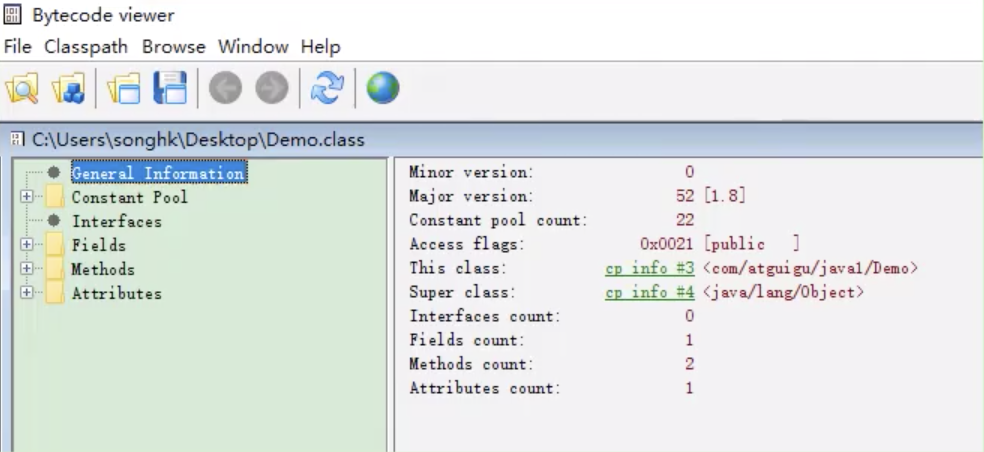 Bytecode viewer
File Classpath Browse Window Help
C:\Users\songhk\Desktop\Demo.class
General Information
Constant Pool
Interfaces
Fields
Methods
Attributes
Minor version: 0
Major version: 52 [1.8]
Constant pool count: 22
Access flags: 0x0021 [public ]
This class: cp info #3 <com/atguigu/java1/Demo>
Super class: cp info #4 <java/lang/Object>
Interfaces count: 0
Fields count: 1
Methods count: 2
Attributes count: 1